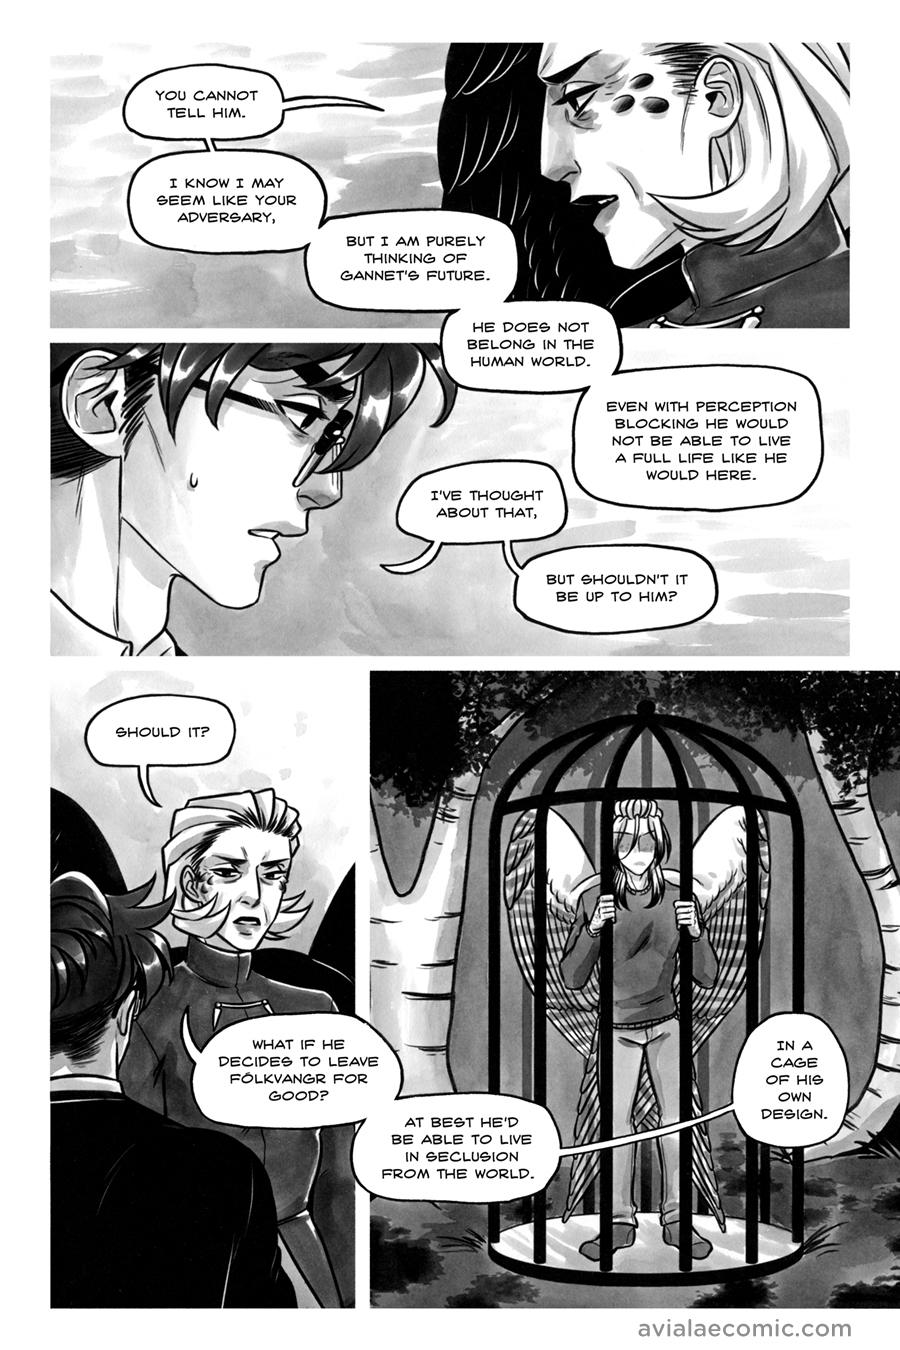 YOU CANNOT
TELL HIM.
I KNOW I MAY
SEEM LIKE YOUR
ADVERSARY,
BUT I AM PURELY
THINKING OF
GANNET'S FUTURE.
HE DOES NOT
BELONG IN THE
HUMAN WORLD.
EVEN WITH PERCEPTION
BLOCKING HE WOULD
NOT BE ABLE TO LIVE
A FULL LIFE LIKE HE
WOULD HERE.
I'VE THOUGHT
ABOUT THAT,
BUT SHOULDN'T IT
BE UP TO HIM?
SHOULD IT?
WHAT IF HE
DECIDES TO LEAVE
FÓLKVANGR FOR
GOOD?
AT BEST HE'D
BE ABLE TO LIVE
IN SECLUSION
FROM THE WORLD.
IN A
CAGE
OF HIS
OWN
DESIGN.
avialaecomic.com